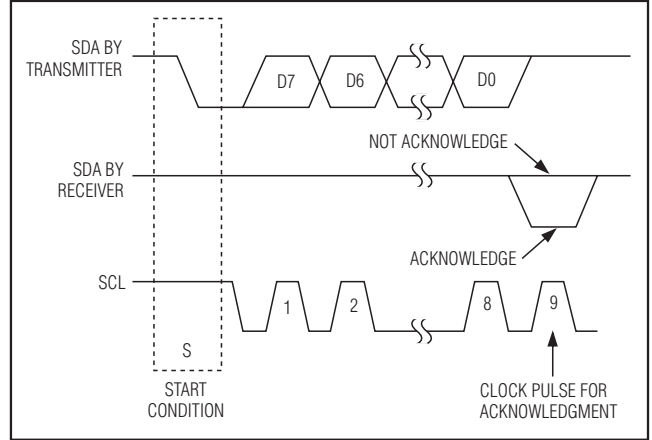 SDA BY
TRANSMITTER
D7
D6
D0
NOT ACKNOWLEDGE
SDA BY
RECEIVER
ACKNOWLEDGE
SCL
1
2
8
9
S
START
CONDITION
CLOCK PULSE FOR
ACKNOWLEDGMENT